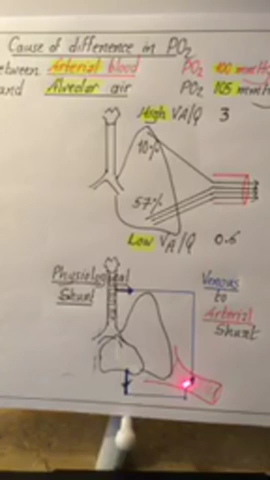 Cause of difference in PO2
between Arterial blood PO2 100 mmHg
and Alveolar air PO2 105 mmH
High VA/Q 3
10%
57%
Low VA/Q 0.6
Physiological Shunt
Venous to Arterial Shunt